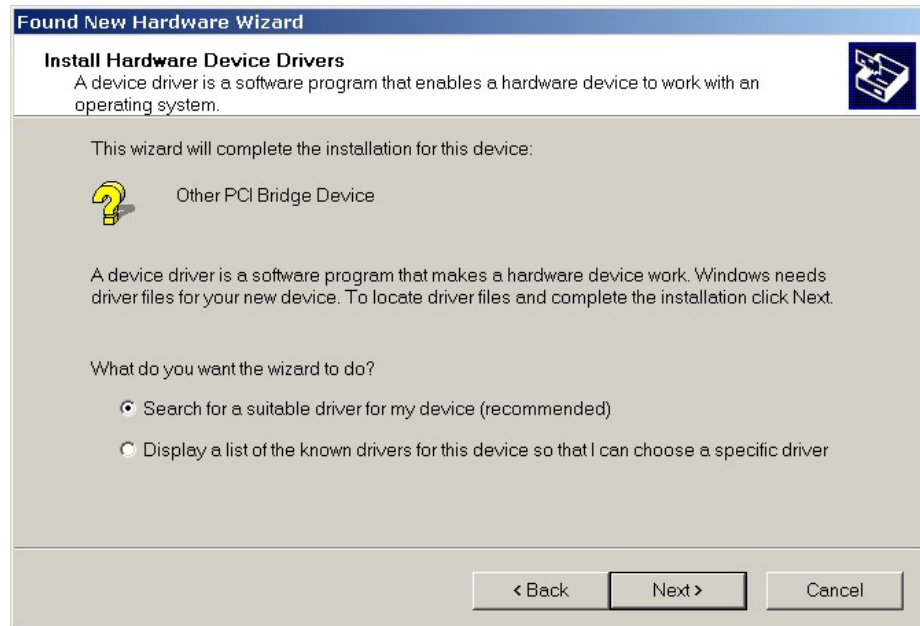 Found New Hardware Wizard
Install Hardware Device Drivers
A device driver is a software program that enables a hardware device to work with an
operating system.
This wizard will complete the installation for this device:
Other PCI Bridge Device
A device driver is a software program that makes a hardware device work. Windows needs
driver files for your new device. To locate driver files and complete the installation click Next.
What do you want the wizard to do?
Search for a suitable driver for my device (recommended)
Display a list of the known drivers for this device so that I can choose a specific driver
< Back Next > Cancel